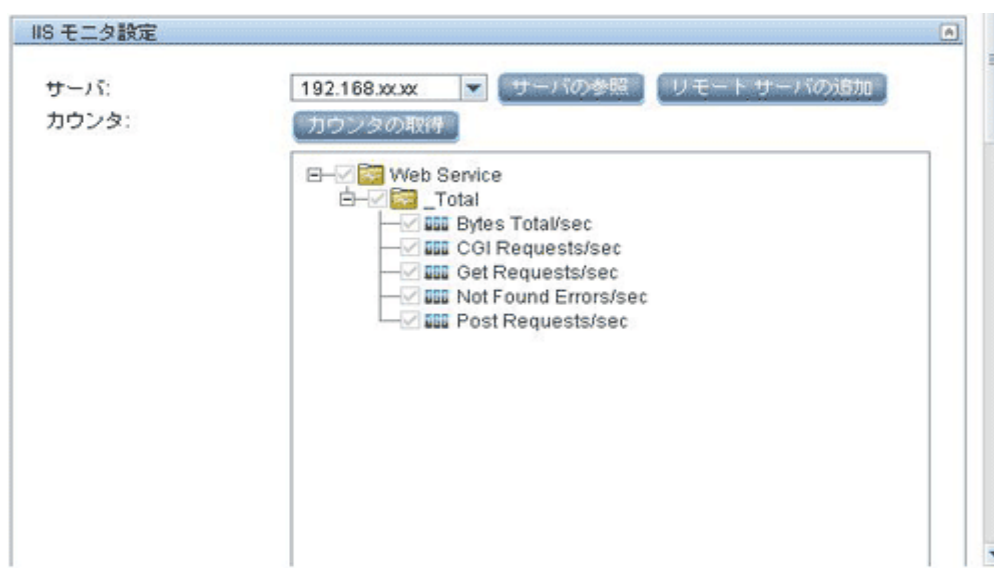 IIS モニタ設定
サーバ: 192.168.xx.xx サーバの参照 リモート サーバの追加
カウンタ: カウンタの取得
Web Service
_Total
Bytes Total/sec
CGI Requests/sec
Get Requests/sec
Not Found Errors/sec
Post Requests/sec